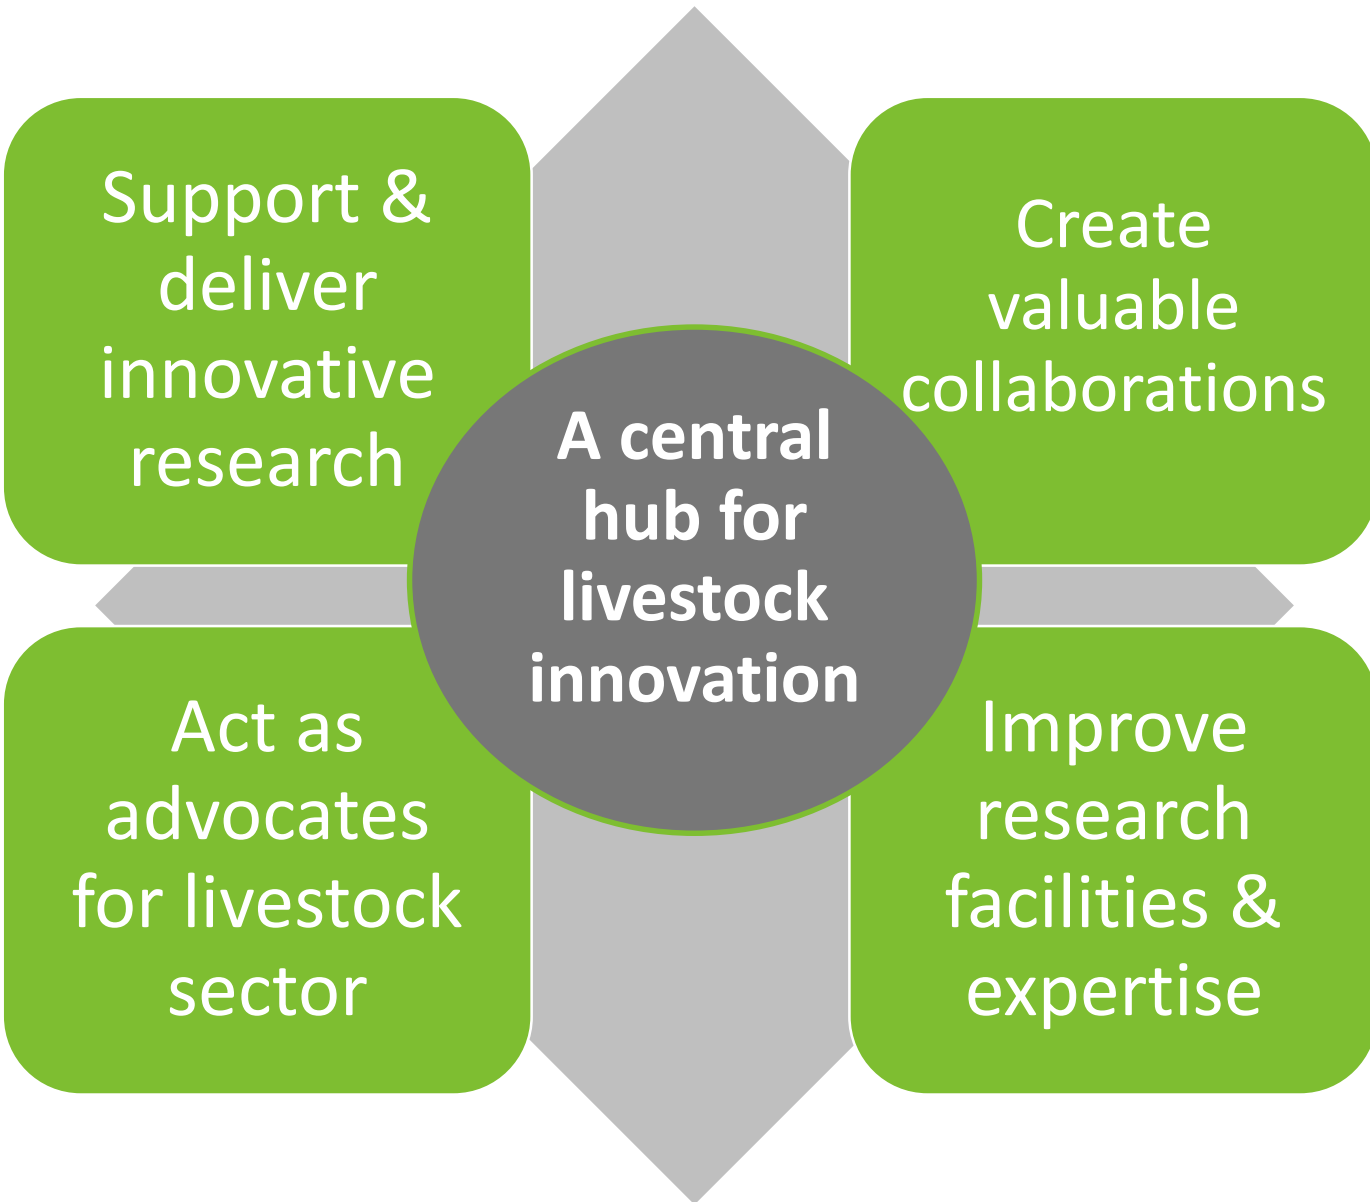 Support &
deliver
innovative
research
Create
valuable
collaborations
A central
hub for
livestock
innovation
Act as
advocates
for livestock
sector
Improve
research
facilities &
expertise